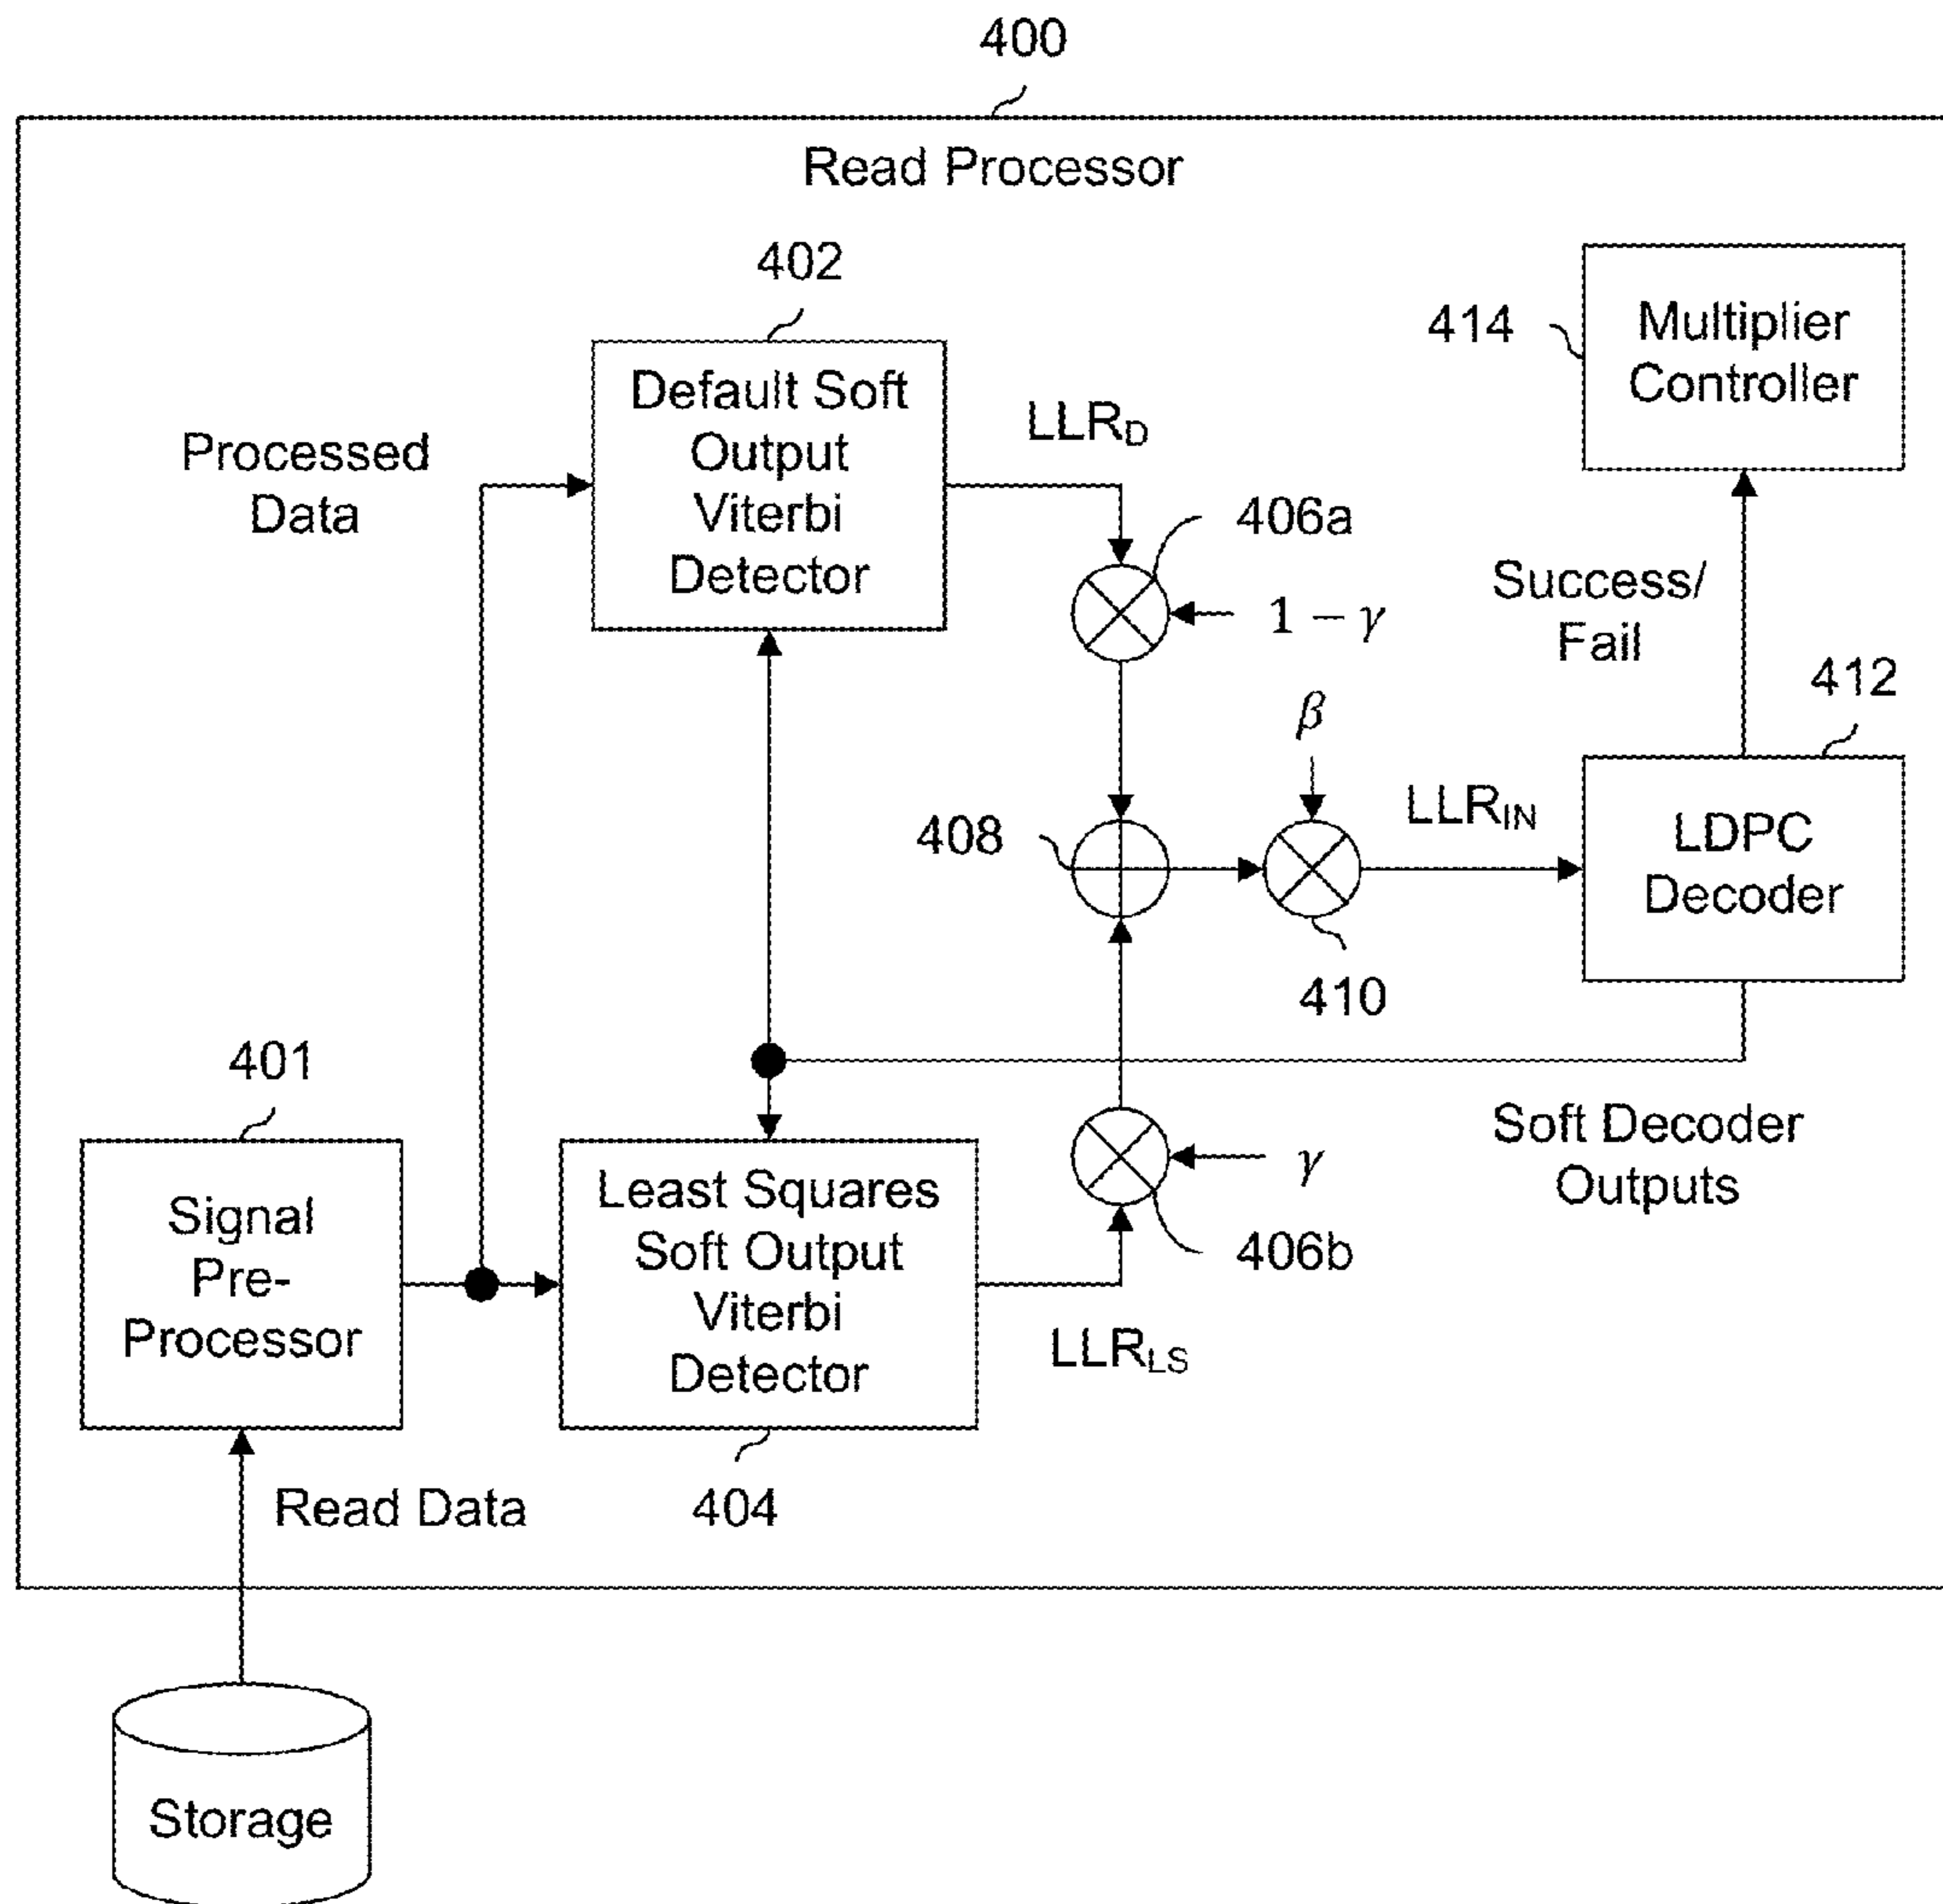 400
Read Processor
402
Default Soft
Output
Viterbi
Detector
LLRD
414
Multiplier
Controller
Processed
Data
406a
1 − γ
Success/
Fail
412
β
408
LLRIN
LDPC
Decoder
410
401
Signal
Pre-
Processor
Least Squares
Soft Output
Viterbi
Detector
γ
406b
Soft Decoder
Outputs
LLRLS
404
Read Data
Storage